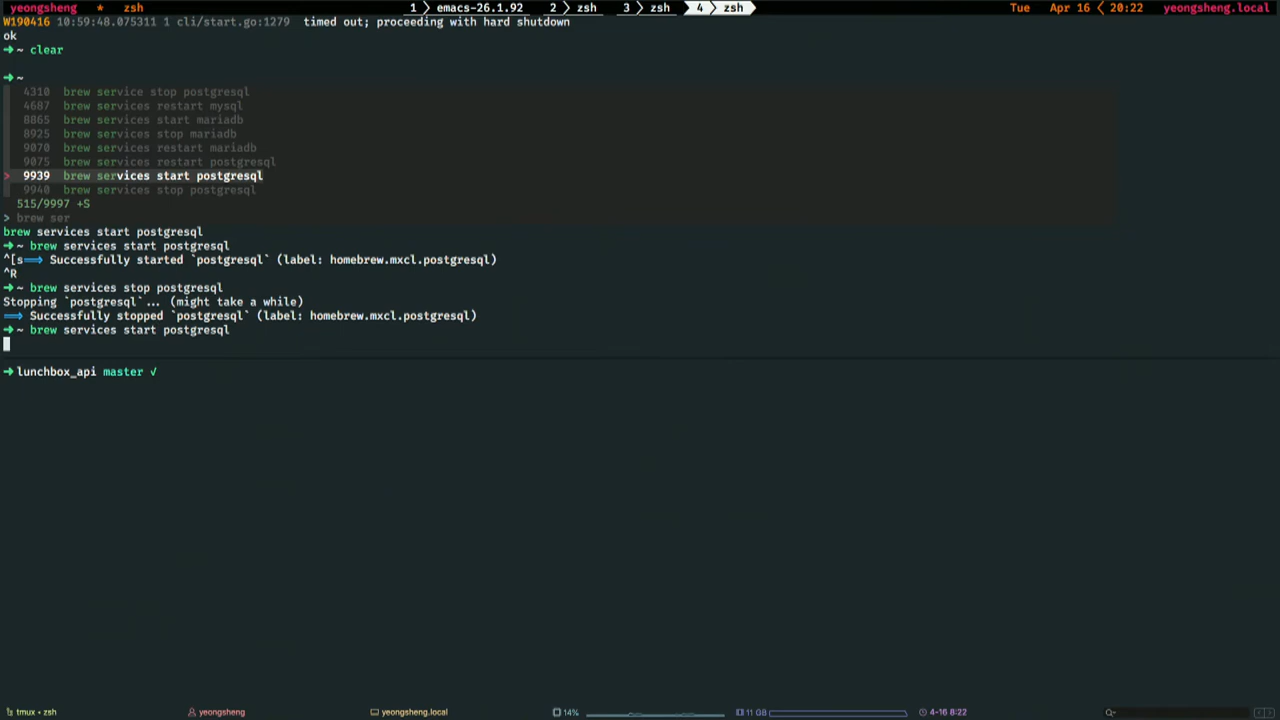 yeongsheng * zsh 1 emacs-26.1.92 2 zsh 3 zsh 4 zsh Tue Apr 16 20:22 yeongsheng.local
W190416 10:59:48.075311 1 cli/start.go:1279  timed out; proceeding with hard shutdown
ok
➜ ~ clear
➜ ~
4310 brew service stop postgresql
4687 brew services restart mysql
8865 brew services start mariadb
8925 brew services stop mariadb
9070 brew services restart mariadb
9075 brew services restart postgresql
> 9939 brew services start postgresql
9940 brew services stop postgresql
515/9997 +S
> brew ser
brew services start postgresql
➜ ~ brew services start postgresql
^[s==> Successfully started `postgresql` (label: homebrew.mxcl.postgresql)
^R
➜ ~ brew services stop postgresql
Stopping `postgresql`... (might take a while)
==> Successfully stopped `postgresql` (label: homebrew.mxcl.postgresql)
➜ ~ brew services start postgresql
➜ lunchbox_api master √
tmux • zsh yeongsheng yeongsheng.local 14% 11 GB 4-16 8:22